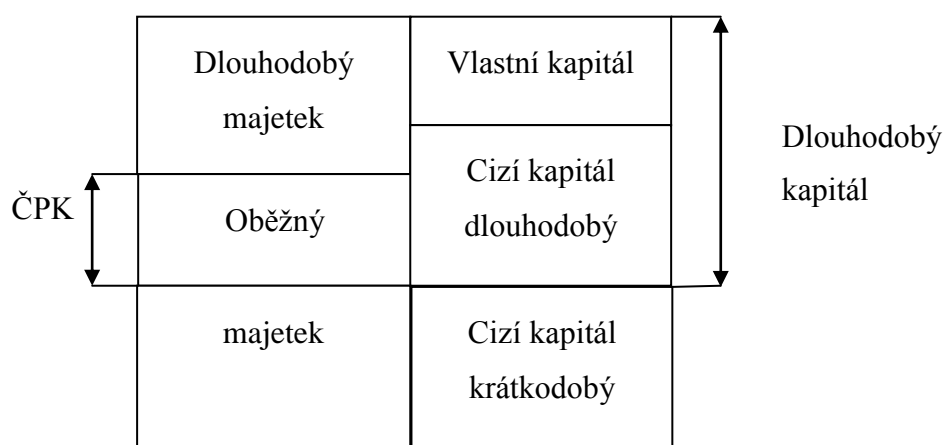 Dlouhodobý
majetek
Vlastní kapitál
Dlouhodobý
kapitál
Cizí kapitál
dlouhodobý
ČPK
Oběžný
majetek
Cizí kapitál
krátkodobý